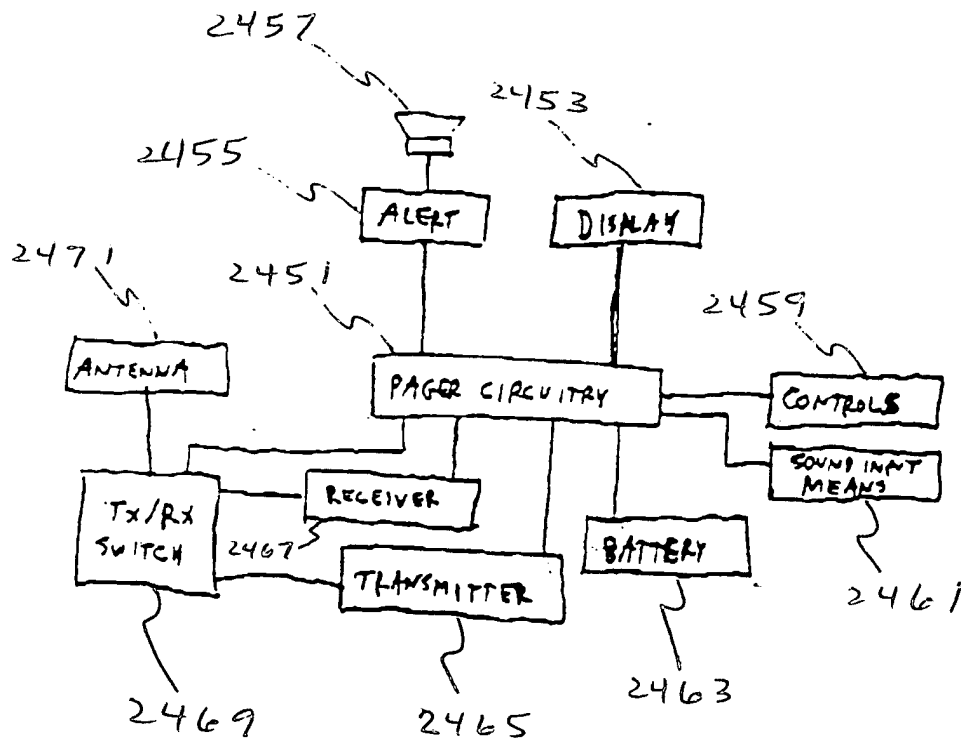 2457
2453
2455
ALERT
DISPLAY
2471
2451
2459
ANTENNA
PAGER CIRCUITRY
CONTROLS
SOUND INPUT
MEANS
RECEIVER
TX/RX
SWITCH
2467
BATTERY
TRANSMITTER
2461
2463
2469
2465